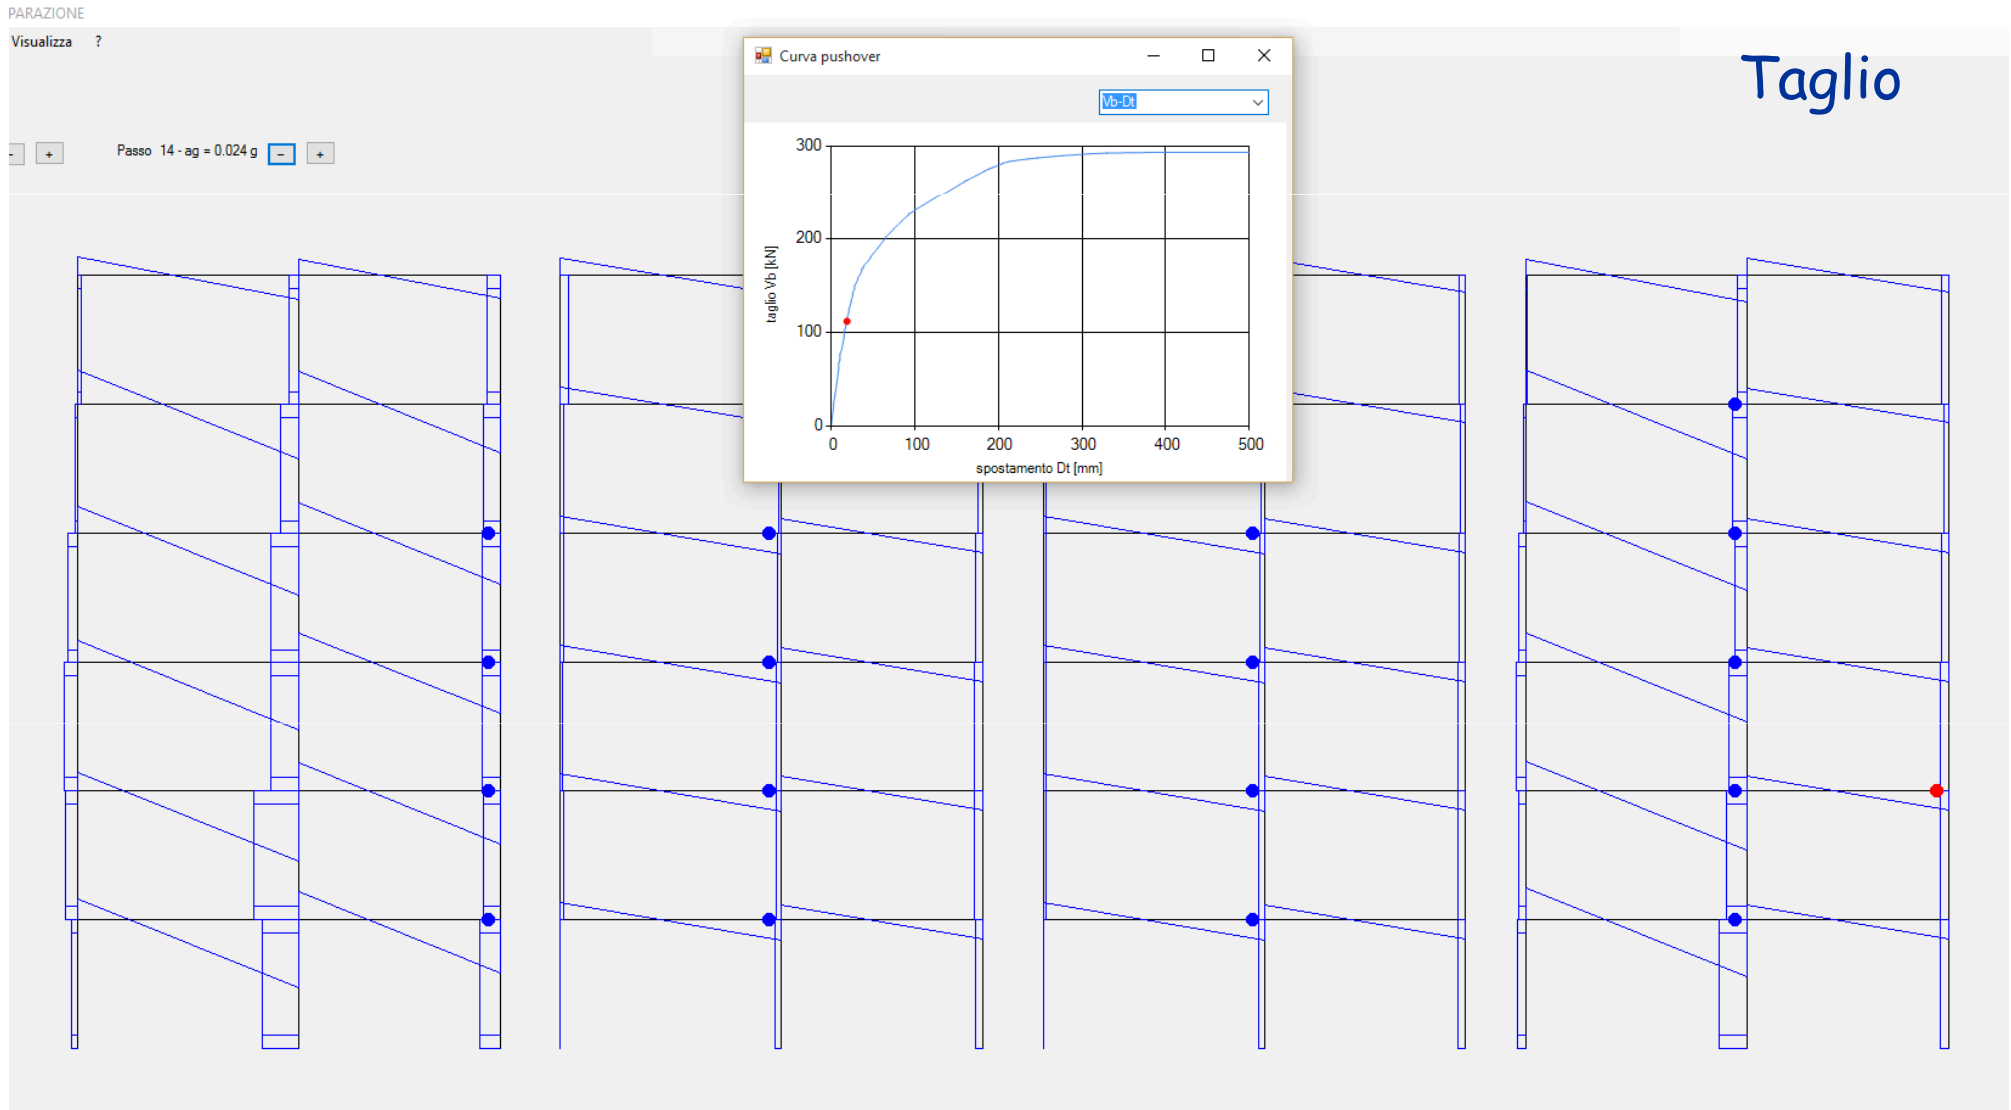 PARAZIONE
Visualizza ?
Curva pushover
Taglio
Vb-Dt
- + Passo 14 - ag = 0.024 g - +
300
200
100
0
taglio Vb [kN]
0 100 200 300 400 500
spostamento Dt [mm]